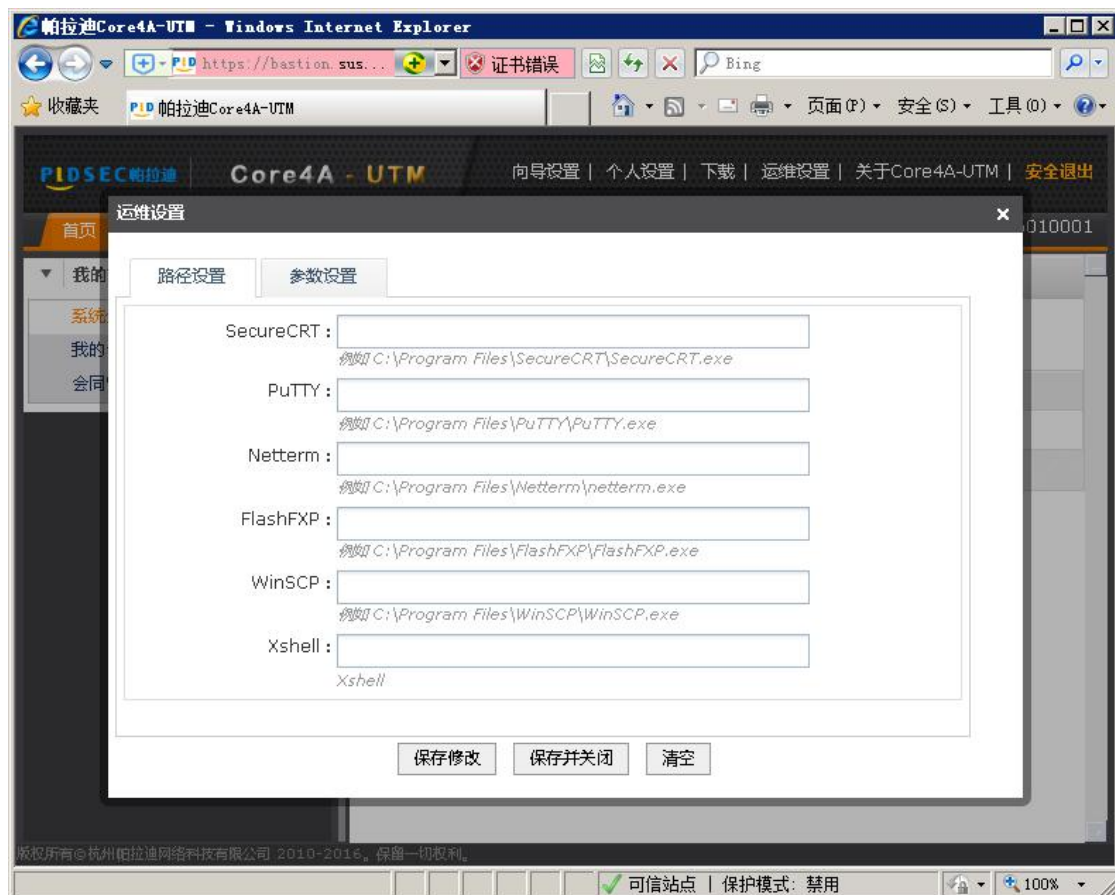 帕拉迪Core4A-UTM - Windows Internet Explorer
PLD https://bastion.sus... 证书错误 Bing
收藏夹 PLD 帕拉迪Core4A-UTM 页面(P) 安全(S) 工具(O)
PLDSEC帕拉迪 Core4A - UTM 向导设置 | 个人设置 | 下载 | 运维设置 | 关于Core4A-UTM | 安全退出
运维设置
首页 010001
我的 路径设置 参数设置
系统
我的
会同
SecureCRT :
例如 C:\Program Files\SecureCRT\SecureCRT.exe
PuTTY :
例如 C:\Program Files\PuTTY\PuTTY.exe
Netterm :
例如 C:\Program Files\Netterm\netterm.exe
FlashFXP :
例如 C:\Program Files\FlashFXP\FlashFXP.exe
WinSCP :
例如 C:\Program Files\WinSCP\WinSCP.exe
Xshell :
Xshell
保存修改 保存并关闭 清空
版权所有©杭州帕拉迪网络科技有限公司 2010-2016。保留一切权利。
可信站点 | 保护模式: 禁用 100%